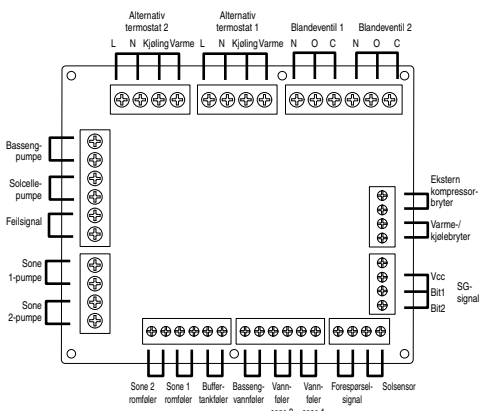 Alternativ
termostat 2
Alternativ
termostat 1
Blandeventil 1
Blandeventil 2
L N Kjøling Varme
L N Kjøling Varme
N O C
N O C
Basseng-
pumpe
Solcelle-
pumpe
Feilsignal
Sone
1-pumpe
Sone
2-pumpe
Ekstern
kompressor-
bryter
Varme-/
kjølebryter
Vcc
Bit1
Bit2
SG-
signal
Sone 2
romføler
Sone 1
romføler
Buffer-
tankføler
Basseng-
vannføler
Vann-
føler
Vann-
føler
Forespørsel-
signal
Solsensor